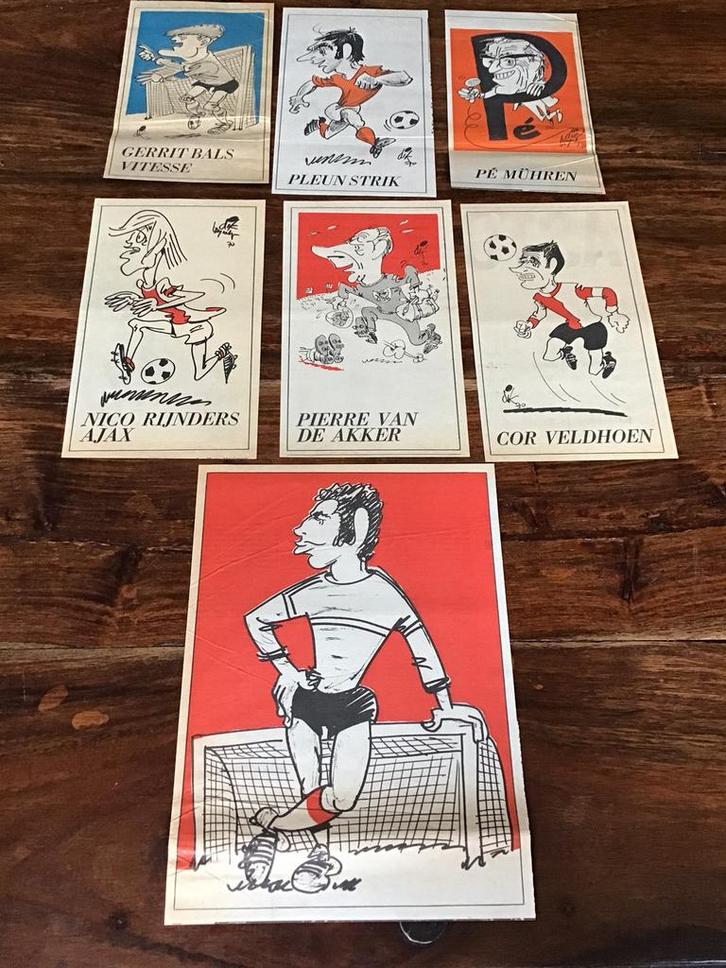 GERRIT BALS
VITESSE
PLEUN STRIK
Pé
PÉ MÜHREN
NICO RIJNDERS
AJAX
PIERRE VAN
DE AKKER
COR VELDHOEN